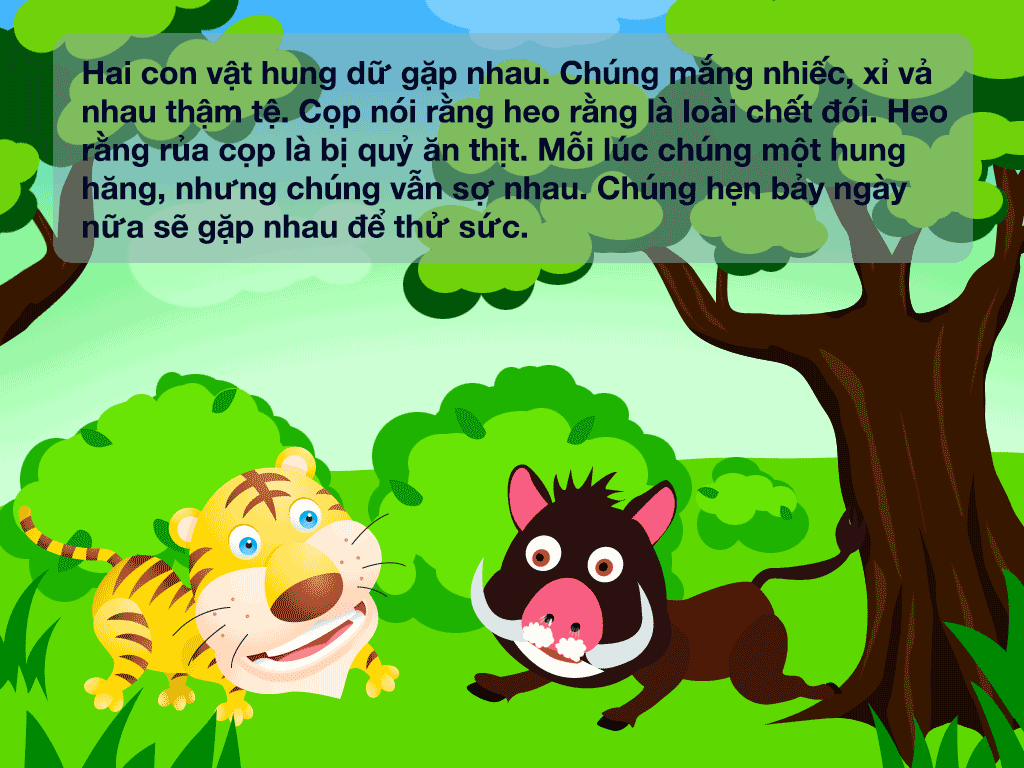 Hai con vật hung dữ gặp nhau. Chúng mắng nhiếc, xỉ vả
nhau thậm tệ. Cọp nói rằng heo rằng là loài chết đói. Heo
rằng rủa cọp là bị quỷ ăn thịt. Mỗi lúc chúng một hung
hăng, nhưng chúng vẫn sợ nhau. Chúng hẹn bảy ngày
nữa sẽ gặp nhau để thử sức.